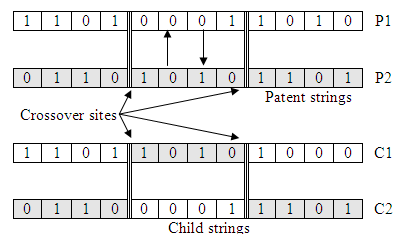 1 1 0 1 0 0 0 1 1 0 1 0 P1
0 1 1 0 1 0 1 0 1 1 0 1 P2
Patent strings
Crossover sites
1 1 0 1 1 0 1 0 1 0 0 0 C1
0 1 1 0 0 0 0 1 1 1 0 1 C2
Child strings